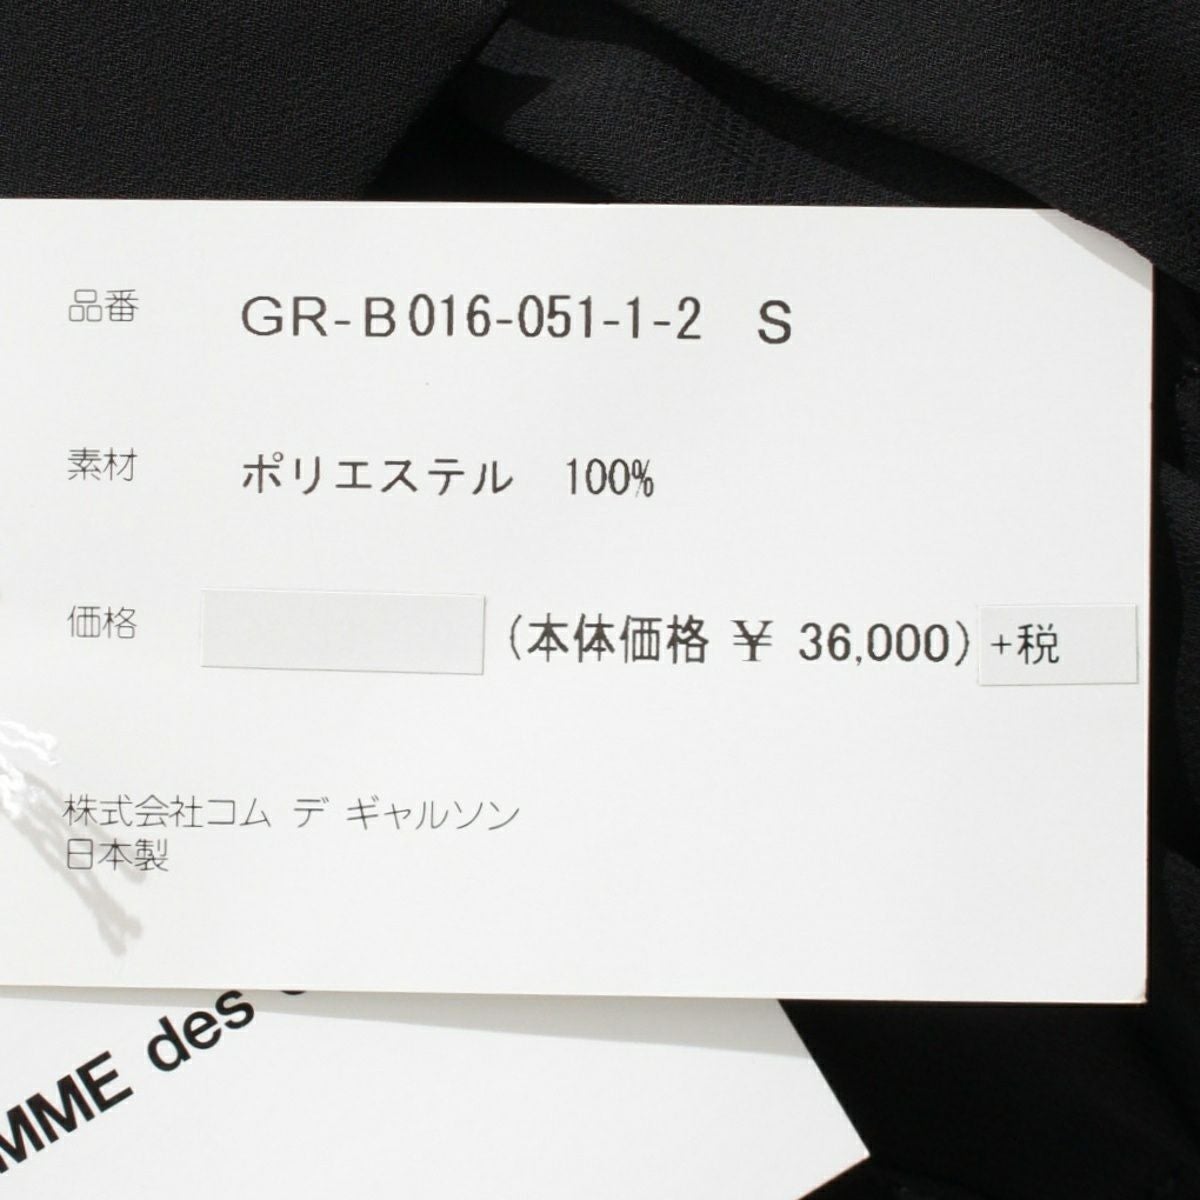 品番 GR-B016-051-1-2 S
素材 ポリエステル 100%
価格 (本体価格 ¥ 36,000) +税
株式会社コム デ ギャルソン
日本製
MME des